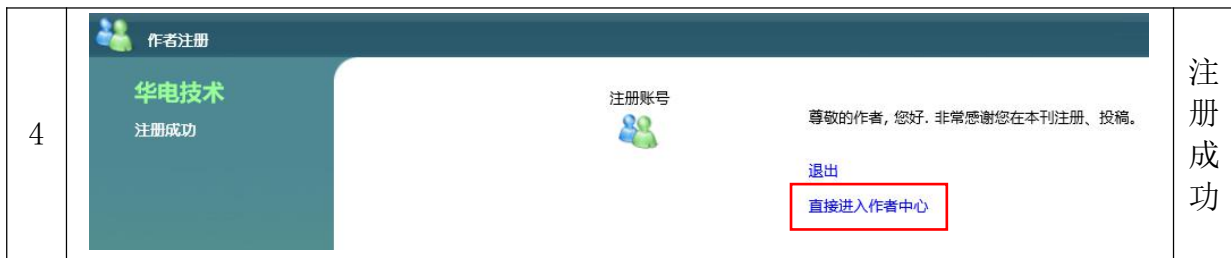 4
作者注册
华电技术
注册成功
注册账号
尊敬的作者, 您好. 非常感谢您在本刊注册、投稿。
退出
直接进入作者中心
注
册
成
功